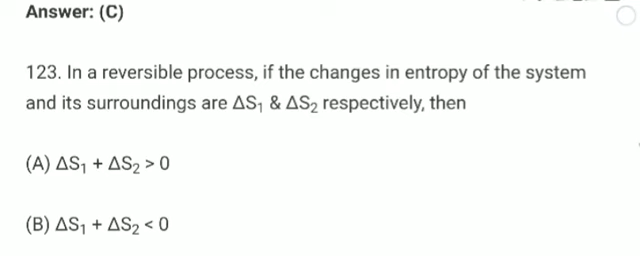 Answer: (C)
123. In a reversible process, if the changes in entropy of the system
and its surroundings are ΔS₁ & ΔS₂ respectively, then
(A) ΔS₁ + ΔS₂ > 0
(B) ΔS₁ + ΔS₂ < 0